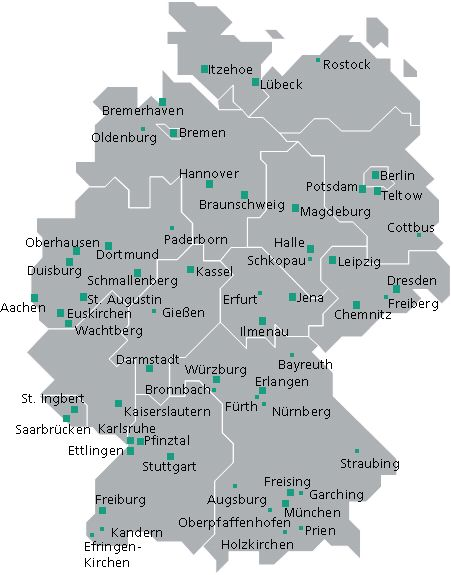 Itzehoe
Rostock
Lübeck
Bremerhaven
Oldenburg
Bremen
Hannover
Berlin
Potsdam
Teltow
Braunschweig
Magdeburg
Cottbus
Paderborn
Oberhausen
Dortmund
Halle
Schkopau
Leipzig
Duisburg
Schmallenberg
Kassel
Dresden
St. Augustin
Erfurt
Jena
Freiberg
Aachen
Euskirchen
Gießen
Chemnitz
Wachtberg
Ilmenau
Darmstadt
Bayreuth
Würzburg
Bronnbach
Erlangen
St. Ingbert
Kaiserslautern
Fürth
Nürnberg
Saarbrücken
Karlsruhe
Pfinztal
Ettlingen
Stuttgart
Straubing
Freising
Augsburg
Garching
Freiburg
München
Oberpfaffenhofen
Kandern
Prien
Holzkirchen
Efringen-
Kirchen